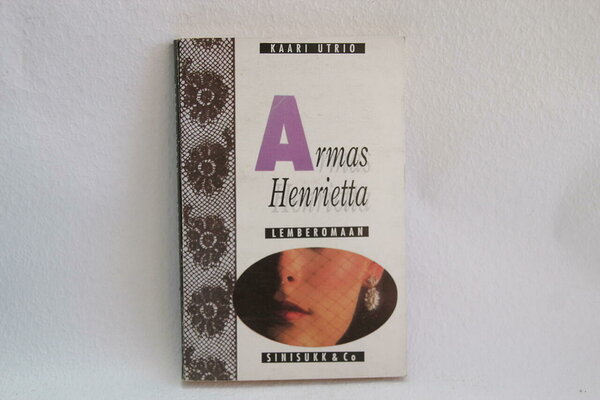 KAARI UTRIO
Armas
Henrietta
LEMBEROMAAN
SINISUKK & Co